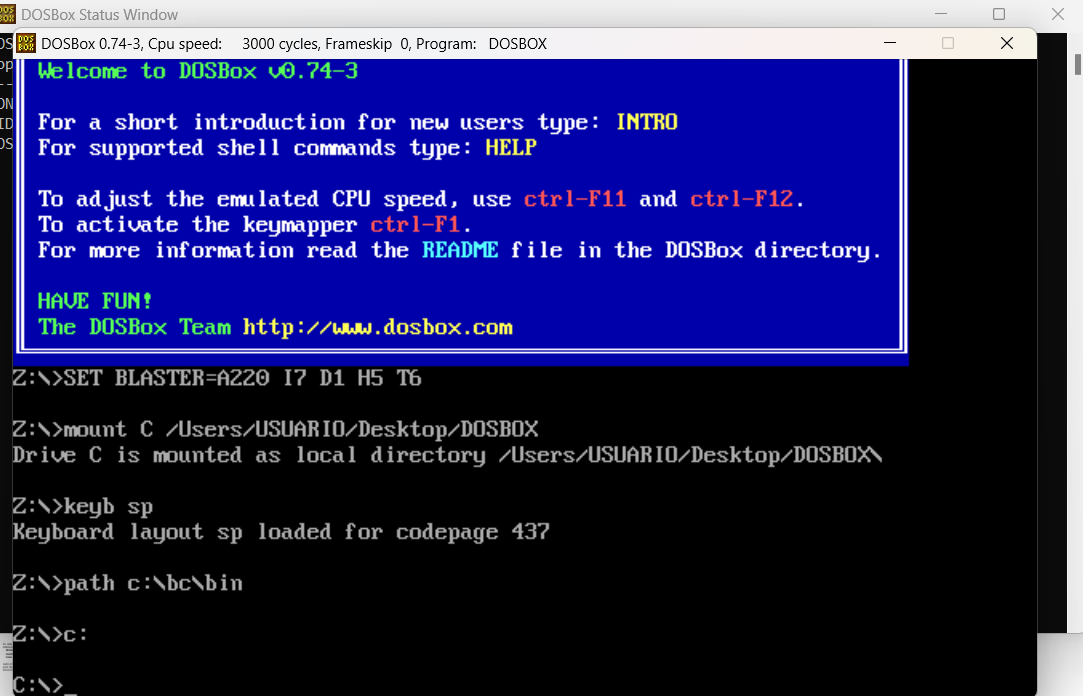 DOSBox Status Window
DOSBox 0.74-3, Cpu speed: 3000 cycles, Frameskip 0, Program: DOSBOX
Welcome to DOSBox v0.74-3
For a short introduction for new users type: INTRO
For supported shell commands type: HELP
To adjust the emulated CPU speed, use ctrl-F11 and ctrl-F12.
To activate the keymapper ctrl-F1.
For more information read the README file in the DOSBox directory.
HAVE FUN!
The DOSBox Team http://www.dosbox.com
Z:\>SET BLASTER=A220 I7 D1 H5 T6
Z:\>mount C /Users/USUARIO/Desktop/DOSBOX
Drive C is mounted as local directory /Users/USUARIO/Desktop/DOSBOX\
Z:\>keyb sp
Keyboard layout sp loaded for codepage 437
Z:\>path c:\bc\bin
Z:\>c:
C:\>_